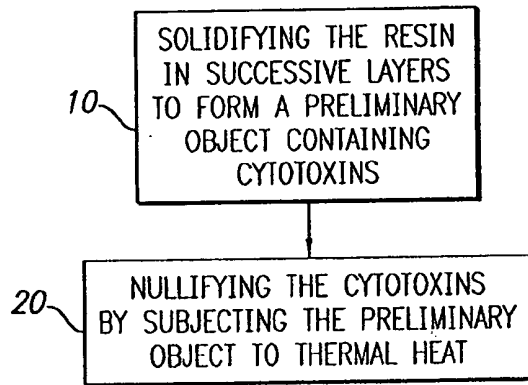 SOLIDIFYING THE RESIN
IN SUCCESSIVE LAYERS
10
TO FORM A PRELIMINARY
OBJECT CONTAINING
CYTOTOXINS
NULLIFYING THE CYTOTOXINS
20
BY SUBJECTING THE PRELIMINARY
OBJECT TO THERMAL HEAT